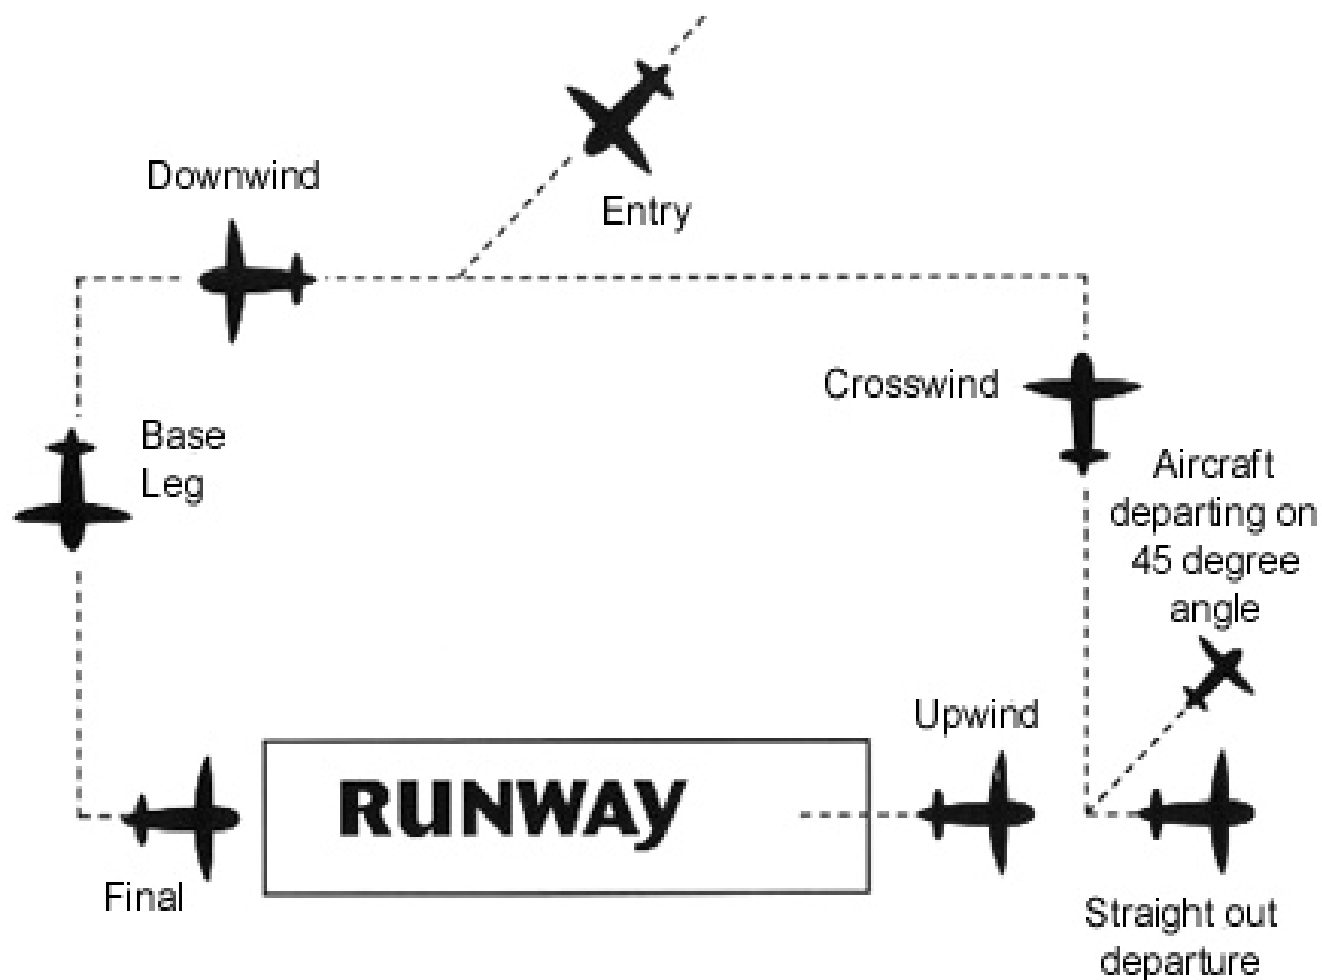 Downwind
Entry
Crosswind
Base
Leg
Aircraft
departing on
45 degree
angle
Upwind
RUNWAY
Final
Straight out
departure